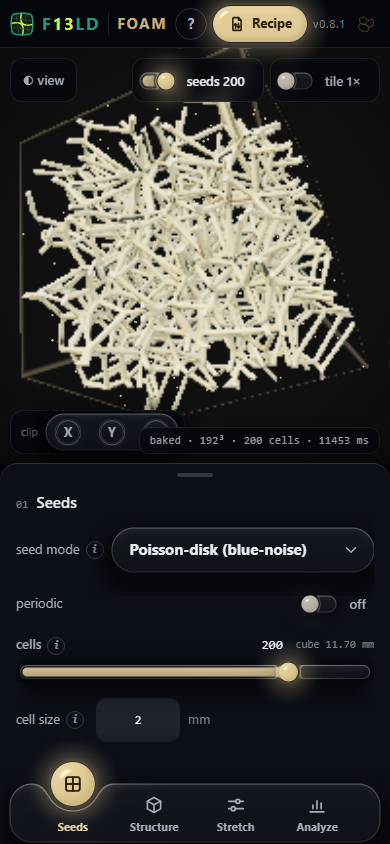 F13LD FOAM ? Recipe v0.8.1
view seeds 200 tile 1×
clip X Y
baked · 192³ · 200 cells · 11453 ms
01 Seeds
seed mode i Poisson-disk (blue-noise)
periodic off
cells i 200 cube 11.70 mm
cell size i 2 mm
Seeds Structure Stretch Analyze